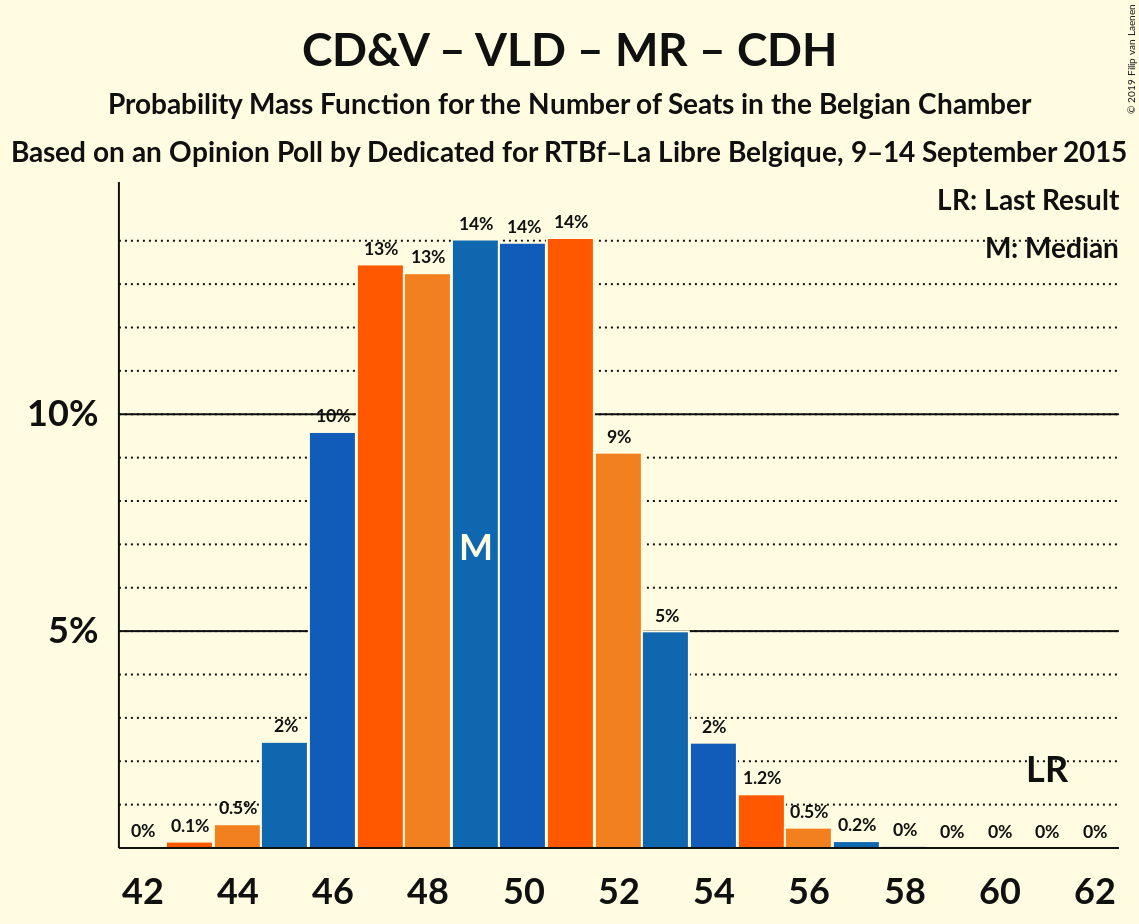 CD&V – VLD – MR – CDH
Probability Mass Function for the Number of Seats in the Belgian Chamber
Based on an Opinion Poll by Dedicated for RTBf–La Libre Belgique, 9–14 September 2015
© 2019 Filip van Laenen
LR: Last Result
M: Median
10%
5%
0% 0.1% 0.5% 2% 10% 13% 13% 14% 14% 14% 9% 5% 2% 1.2% 0.5% 0.2% 0% 0% 0% 0% 0%
M
LR
42 44 46 48 50 52 54 56 58 60 62